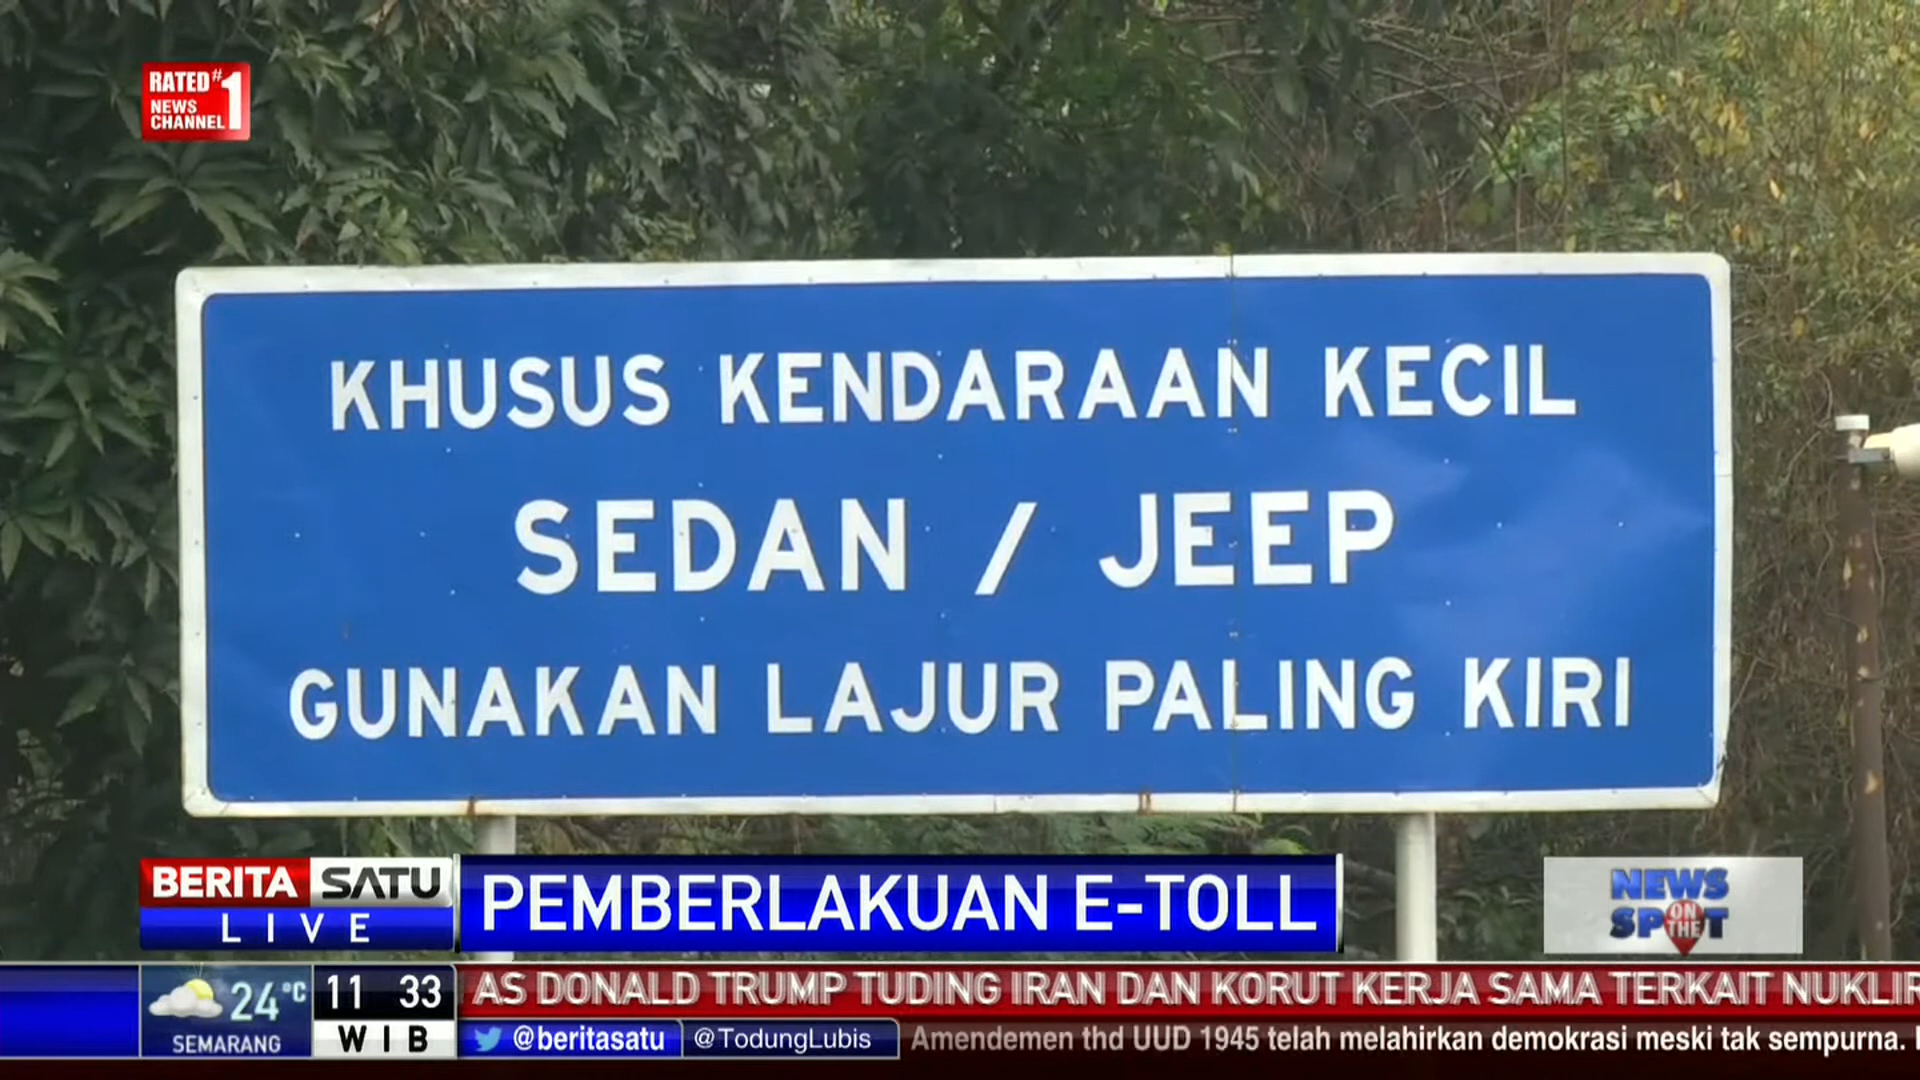 RATED #1
NEWS
CHANNEL
KHUSUS KENDARAAN KECIL
SEDAN / JEEP
GUNAKAN LAJUR PALING KIRI
BERITA SATU
LIVE
PEMBERLAKUAN E-TOLL
NEWS
ON THE
SPOT
24°C
SEMARANG
11 33
WIB
AS DONALD TRUMP TUDING IRAN DAN KORUT KERJA SAMA TERKAIT NUKLIR
@beritasatu
@TodungLubis
Amendemen thd UUD 1945 telah melahirkan demokrasi meski tak sempurna.